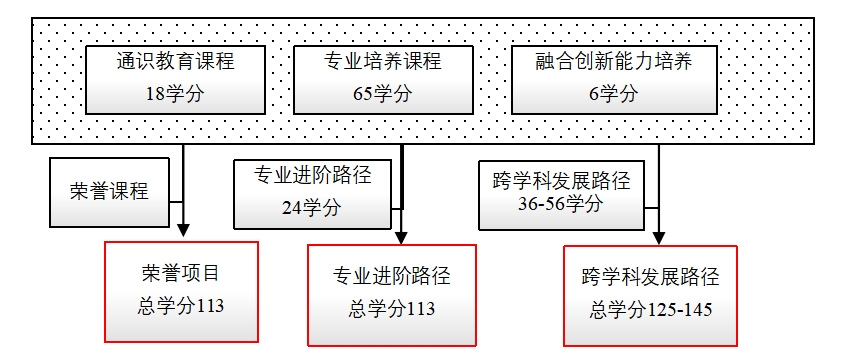 通识教育课程
18学分
专业培养课程
65学分
融合创新能力培养
6学分
荣誉课程
专业进阶路径
24学分
跨学科发展路径
36-56学分
荣誉项目
总学分113
专业进阶路径
总学分113
跨学科发展路径
总学分125-145